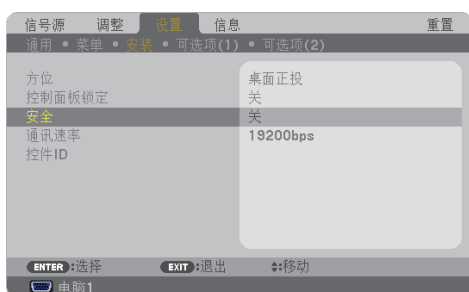 信号源 调整 设置 信息 重置
通用 • 菜单 • 安装 • 可选项(1) • 可选项(2)
方位 桌面正投
控制面板锁定 关
安全 关
通讯速率 19200bps
控件ID
ENTER :选择 EXIT :退出 :移动
电脑1